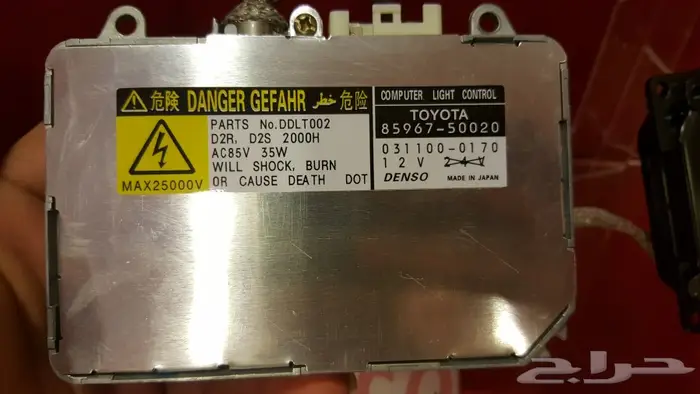 危険 DANGER GEFAHR خطر 危险
PARTS No.DDLT002
D2R, D2S 2000H
AC85V 35W
WILL SHOCK, BURN
OR CAUSE DEATH DOT
MAX25000V
COMPUTER LIGHT CONTROL
TOYOTA
85967-50020
031100-0170
12V
DENSO MADE IN JAPAN
حراج